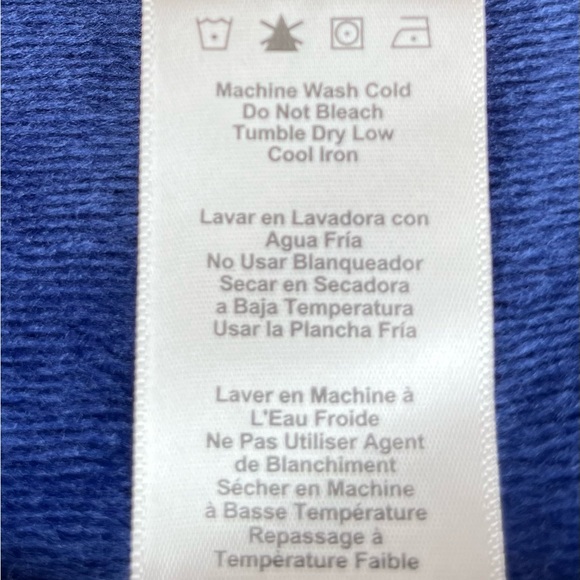 Machine Wash Cold
Do Not Bleach
Tumble Dry Low
Cool Iron
Lavar en Lavadora con
Agua Fría
No Usar Blanqueador
Secar en Secadora
a Baja Temperatura
Usar la Plancha Fría
Laver en Machine à
L'Eau Froide
Ne Pas Utiliser Agent
de Blanchiment
Sécher en Machine
à Basse Température
Repassage à
Température Faible